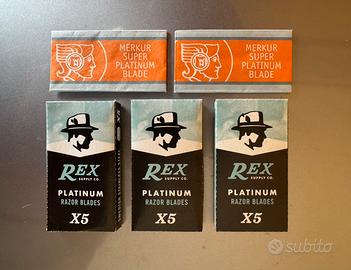 MERKUR
SUPER
PLATINUM
BLADE
MERKUR
SUPER
PLATINUM
BLADE
REX
SUPPLY CO.
PLATINUM
RAZOR BLADES
X5
REX
SUPPLY CO.
PLATINUM
RAZOR BLADES
X5
REX
SUPPLY CO.
PLATINUM
RAZOR BLADES
X5
subito